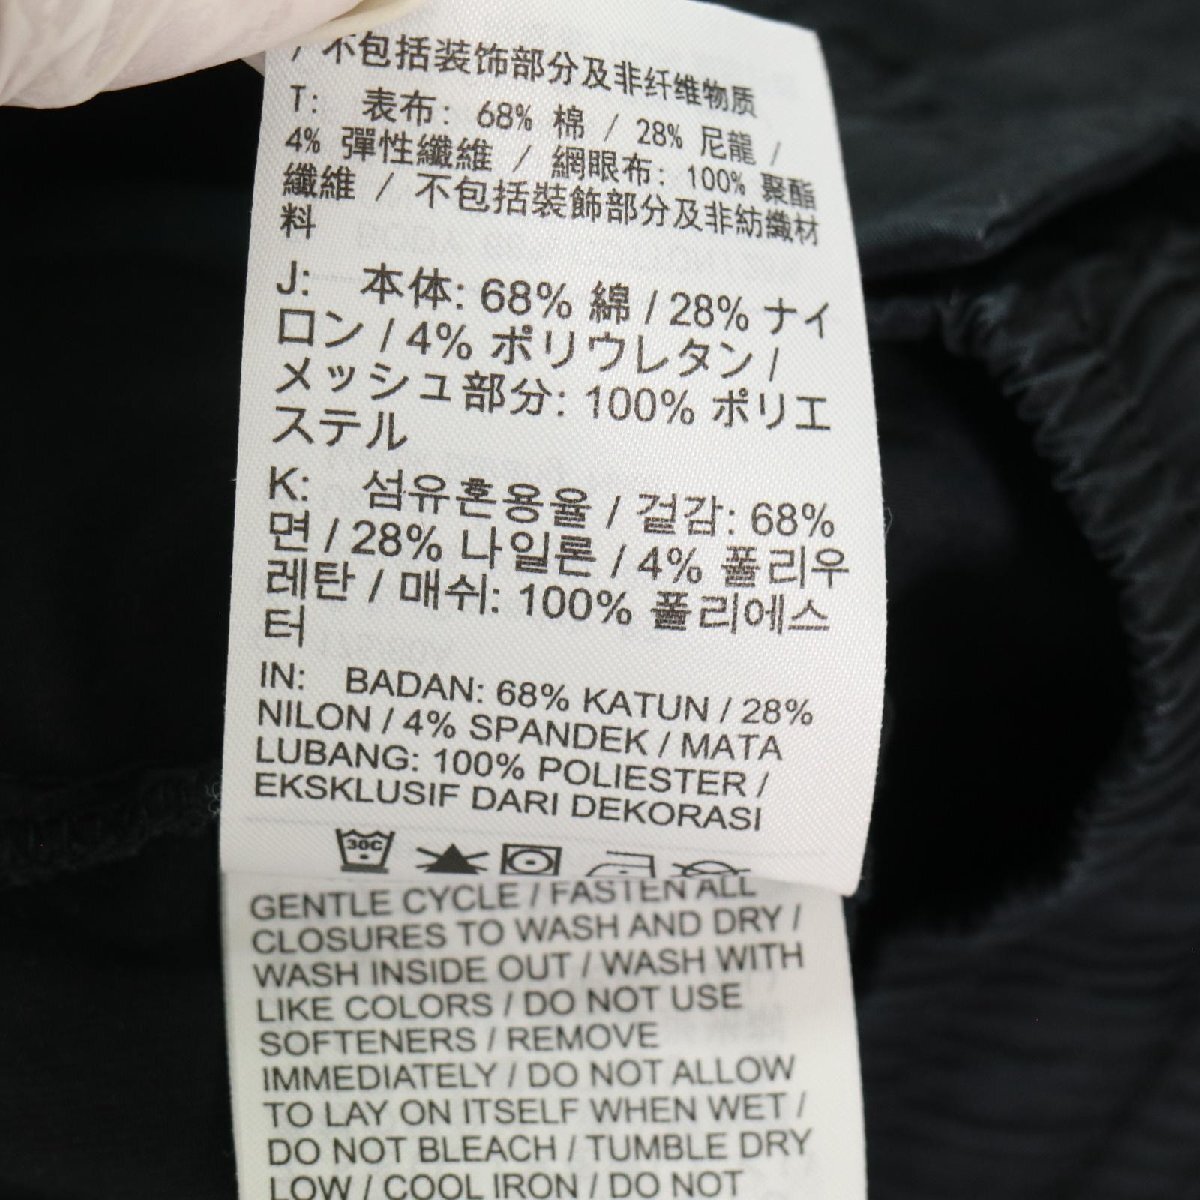 / 不包括装饰部分及非纤维物质
T: 表布: 68% 棉 / 28% 尼龍 /
4% 彈性纖維 / 網眼布: 100% 聚酯
纖維 / 不包括裝飾部分及非紡纖材
料
J: 本体: 68% 綿 / 28% ナイ
ロン / 4% ポリウレタン /
メッシュ部分: 100% ポリエ
ステル
K: 섬유혼용율 / 겉감: 68%
면 / 28% 나일론 / 4% 폴리우
레탄 / 매쉬: 100% 폴리에스
터
IN: BADAN: 68% KATUN / 28%
NILON / 4% SPANDEK / MATA
LUBANG: 100% POLIESTER /
EKSKLUSIF DARI DEKORASI
30C
GENTLE CYCLE / FASTEN ALL
CLOSURES TO WASH AND DRY /
WASH INSIDE OUT / WASH WITH
LIKE COLORS / DO NOT USE
SOFTENERS / REMOVE
IMMEDIATELY / DO NOT ALLOW
TO LAY ON ITSELF WHEN WET /
DO NOT BLEACH / TUMBLE DRY
LOW / COOL IRON / DO NOT